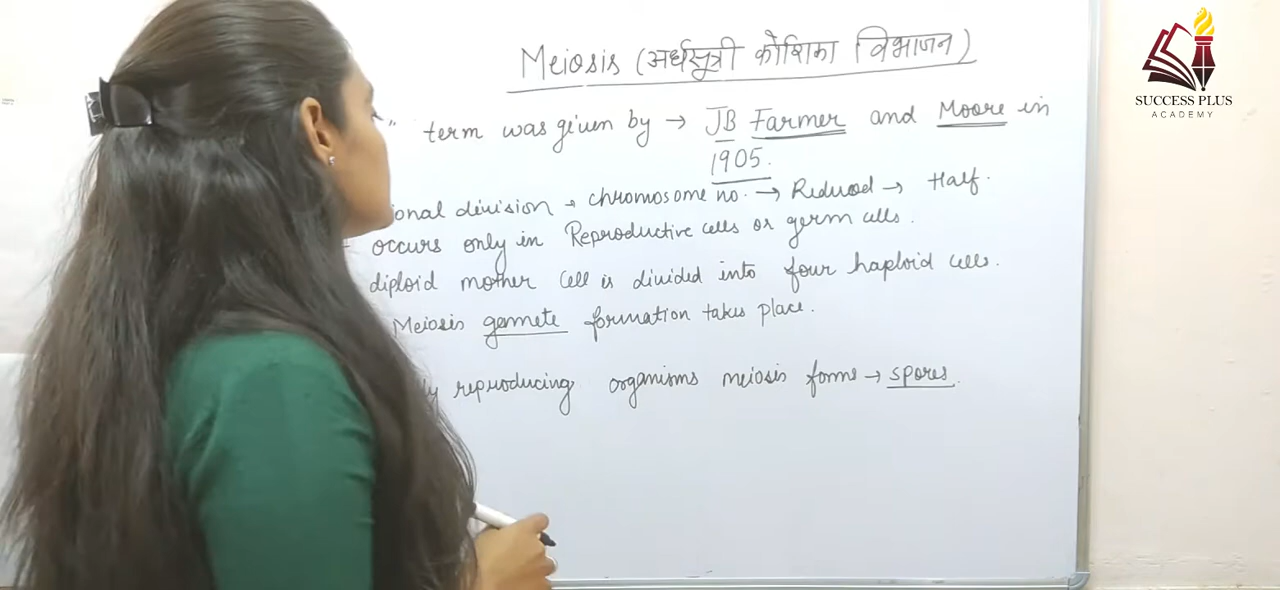 Meiosis (अर्धसूत्री कोशिका विभाजन)
" term was given by → JB Farmer and Moore in
1905.
ional division → chromosome no. → Reduced → Half.
occurs only in Reproductive cells or germ cells.
diploid mother cell is divided into four haploid cells.
Meiosis gamete formation takes place.
ly reproducing organisms meiosis forms → spores.
SUCCESS PLUS
ACADEMY